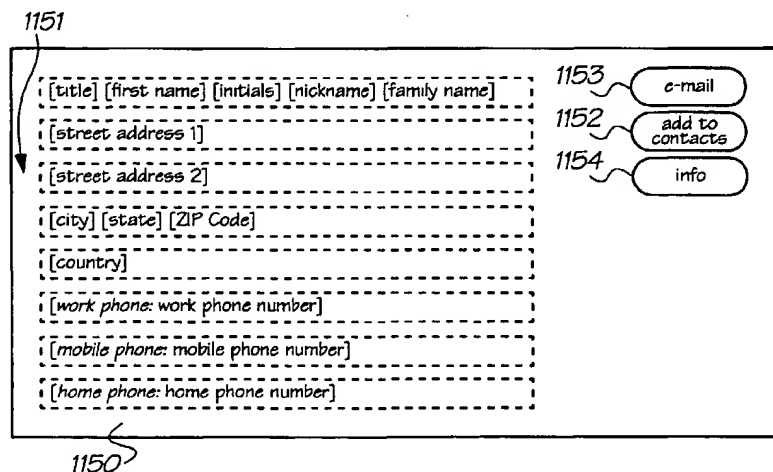 1151
[title] [first name] [initials] [nickname] [family name]
[street address 1]
[street address 2]
[city] [state] [ZIP Code]
[country]
[work phone: work phone number]
[mobile phone: mobile phone number]
[home phone: home phone number]
1153
e-mail
1152
add to
contacts
1154
info
1150